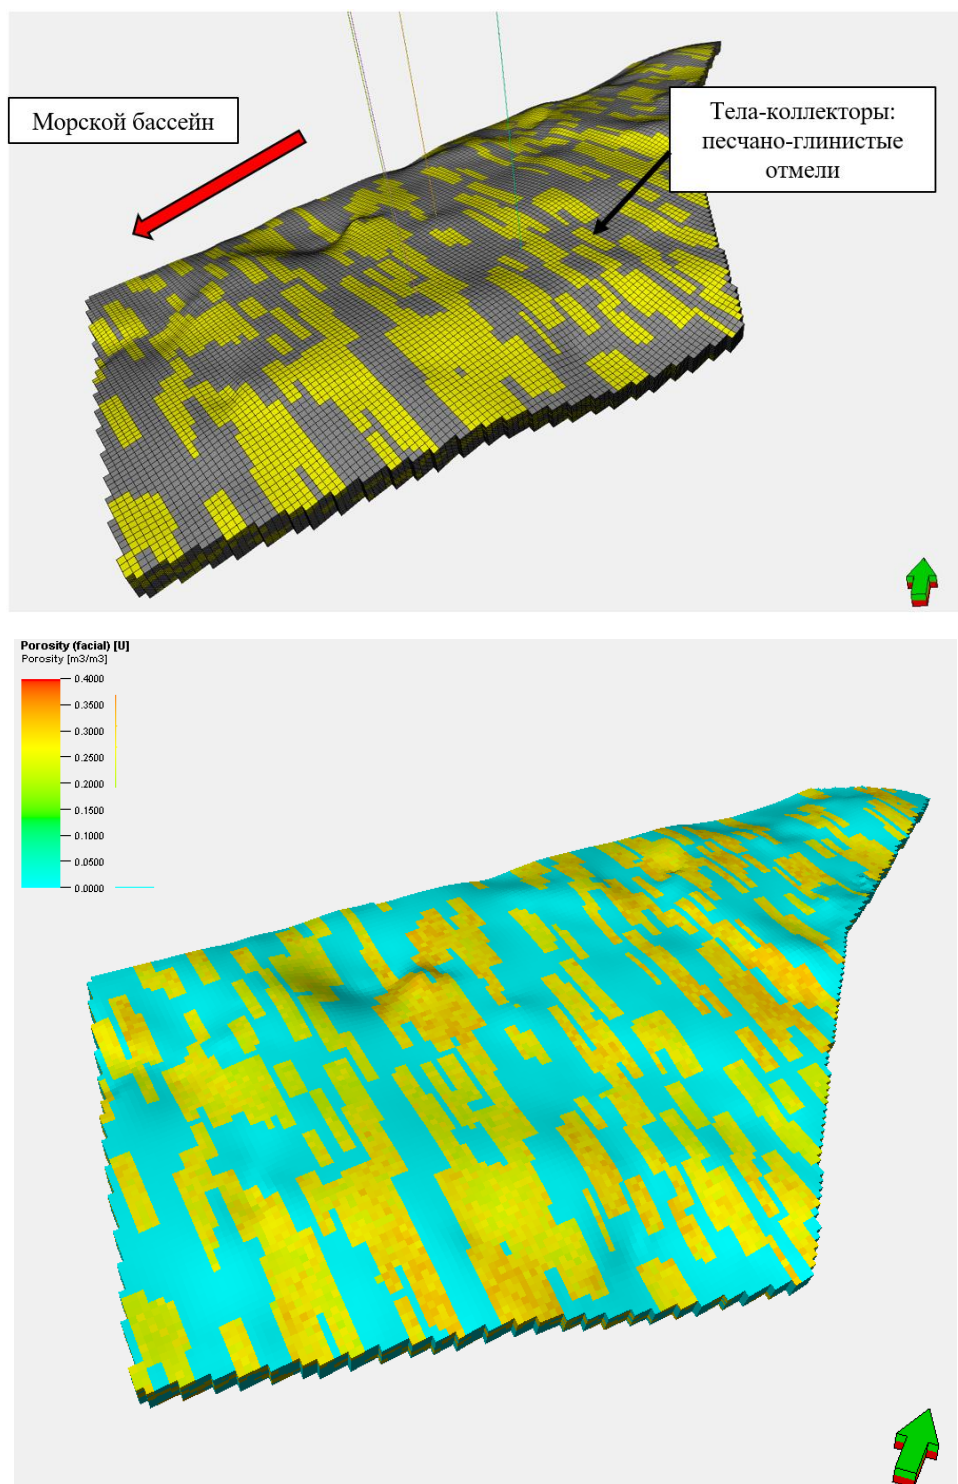 Морской бассейн
Тела-коллекторы:
песчано-глинистые
отмели
Porosity (facial) [U]
Porosity [m3/m3]
0.4000
0.3500
0.3000
0.2500
0.2000
0.1500
0.1000
0.0500
0.0000